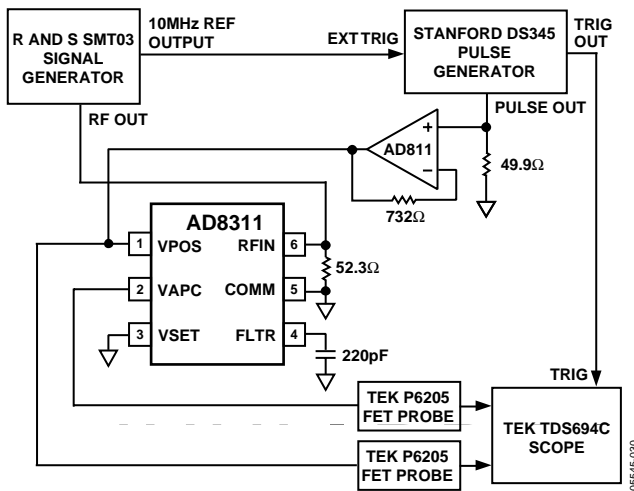 R AND S SMT03
SIGNAL
GENERATOR
10MHz REF
OUTPUT
EXT TRIG
STANFORD DS345
PULSE
GENERATOR
TRIG
OUT
RF OUT
PULSE OUT
+
AD811
–
49.9Ω
732Ω
AD8311
1 VPOS RFIN 6
52.3Ω
2 VAPC COMM 5
3 VSET FLTR 4
220pF
TRIG
TEK P6205
FET PROBE
TEK TDS694C
SCOPE
TEK P6205
FET PROBE